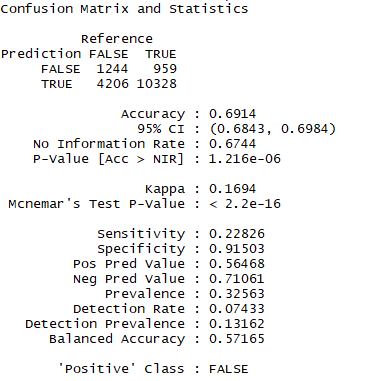 Confusion Matrix and Statistics
Reference
Prediction FALSE TRUE
FALSE 1244 959
TRUE 4206 10328
Accuracy : 0.6914
95% CI : (0.6843, 0.6984)
No Information Rate : 0.6744
P-Value [Acc > NIR] : 1.216e-06
Kappa : 0.1694
Mcnemar's Test P-Value : < 2.2e-16
Sensitivity : 0.22826
Specificity : 0.91503
Pos Pred Value : 0.56468
Neg Pred Value : 0.71061
Prevalence : 0.32563
Detection Rate : 0.07433
Detection Prevalence : 0.13162
Balanced Accuracy : 0.57165
'Positive' Class : FALSE